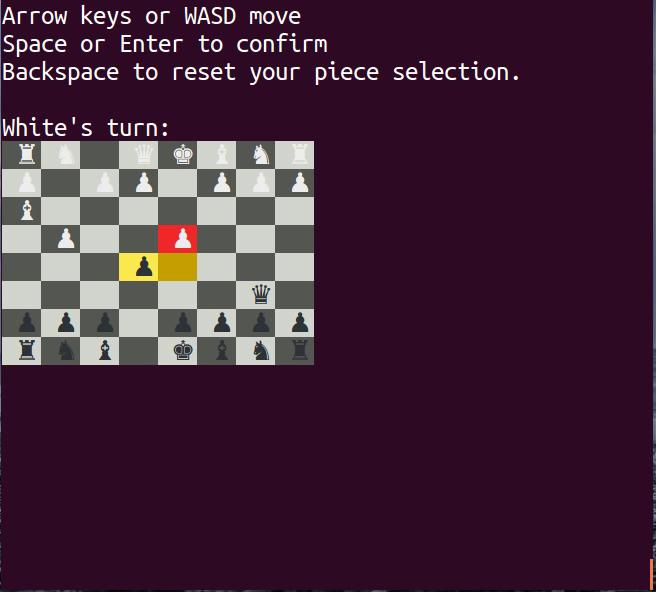 Arrow keys or WASD move
Space or Enter to confirm
Backspace to reset your piece selection.
White's turn: